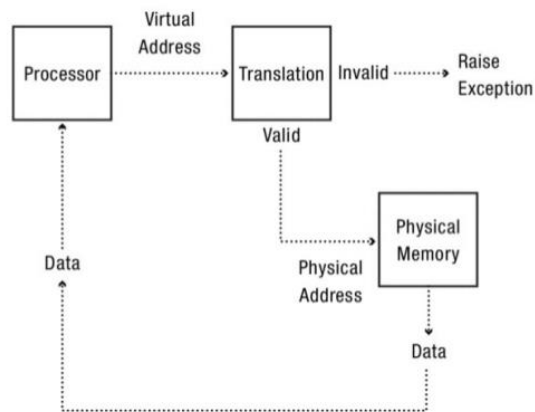 Virtual
Address
Processor
Translation
Invalid
Raise
Exception
Valid
Physical
Memory
Physical
Address
Data
Data